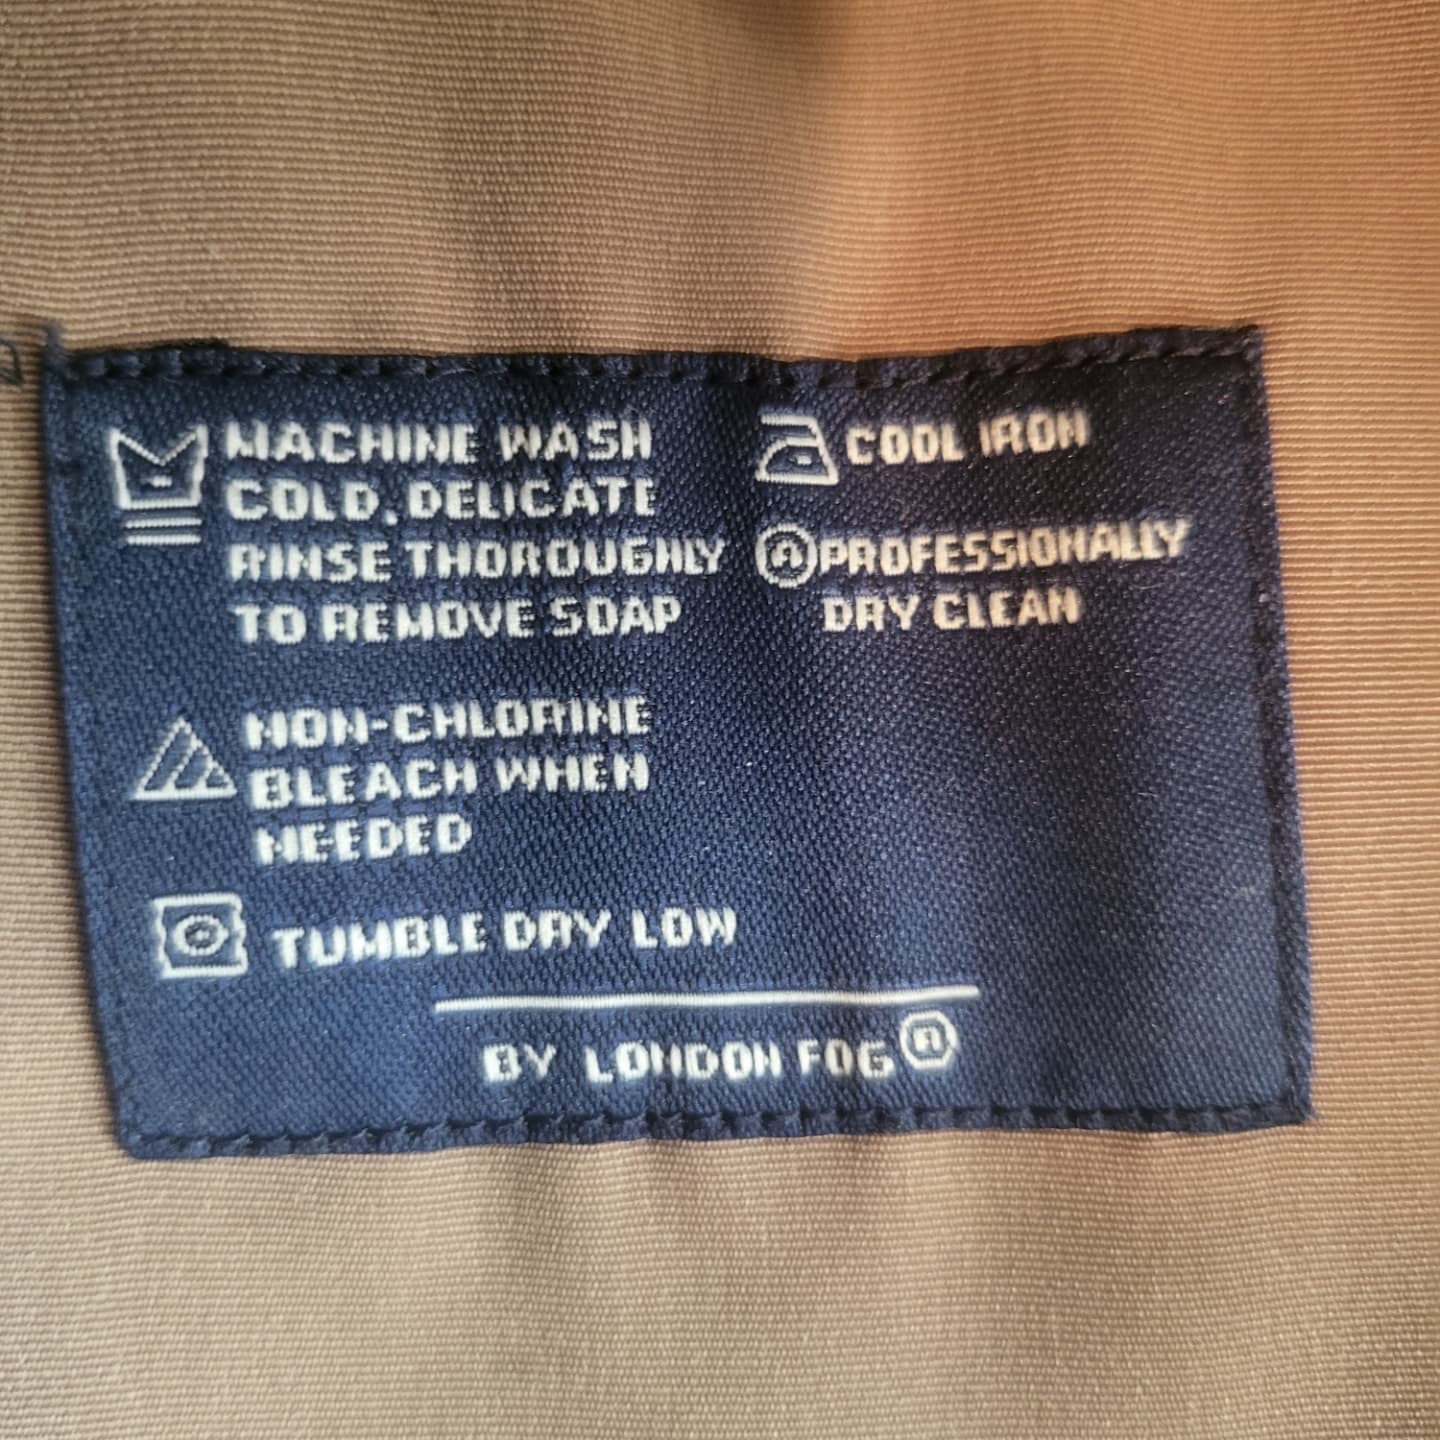 MACHINE WASH
COLD, DELICATE
RINSE THOROUGHLY
TO REMOVE SOAP
NON-CHLORINE
BLEACH WHEN
NEEDED
TUMBLE DRY LOW
COOL IRON
Ⓐ PROFESSIONALLY
DRY CLEAN
BY LONDON FOG®